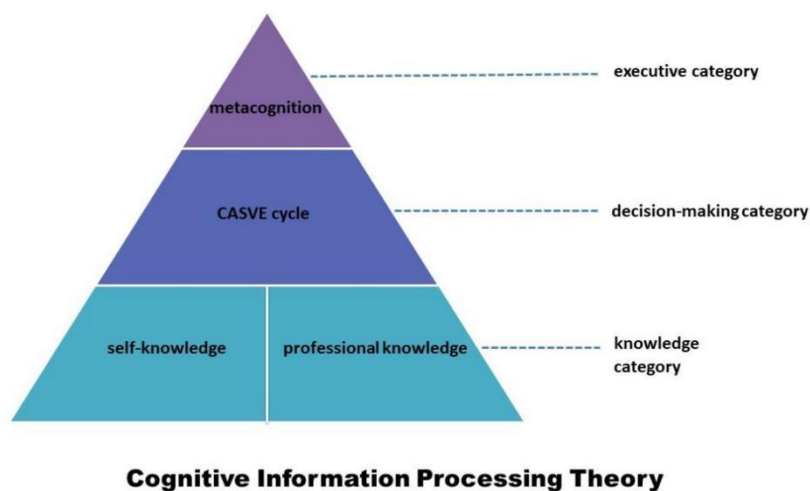 metacognition
executive category
CASVE cycle
decision-making category
self-knowledge
professional knowledge
knowledge
category
Cognitive Information Processing Theory